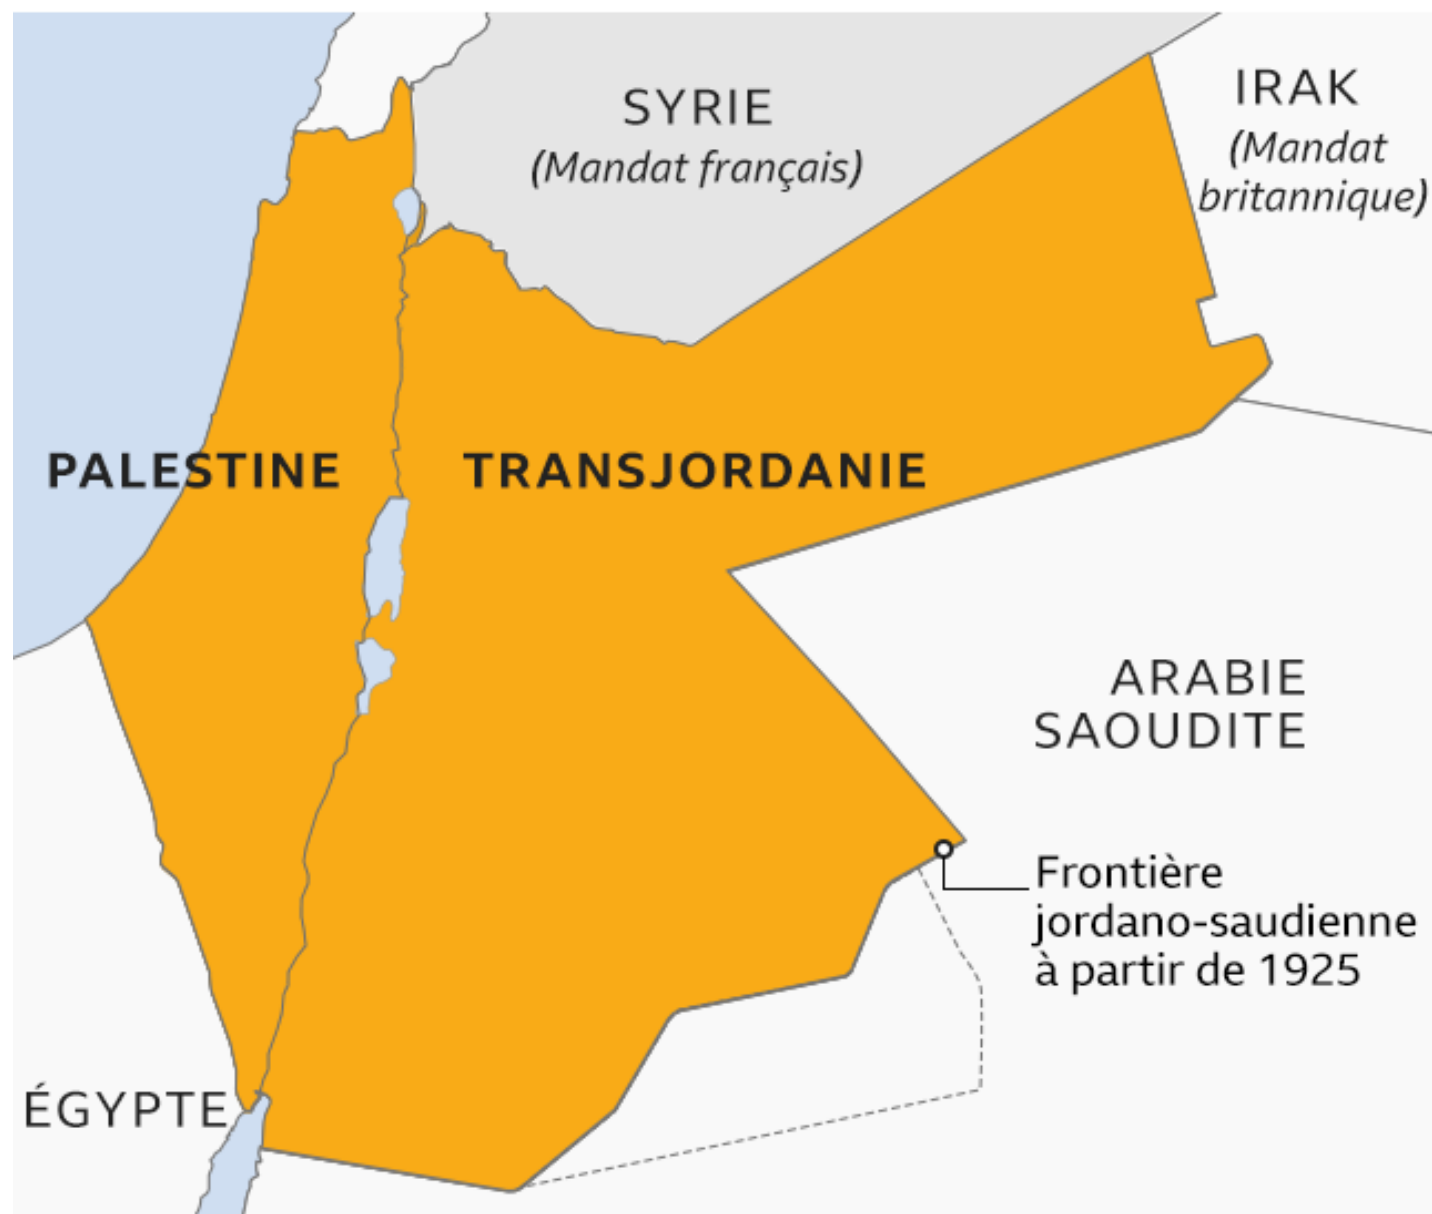 SYRIE
(Mandat français)
IRAK
(Mandat
britannique)
PALESTINE
TRANSJORDANIE
ARABIE
SAOUDITE
Frontière
jordano-saudienne
à partir de 1925
ÉGYPTE